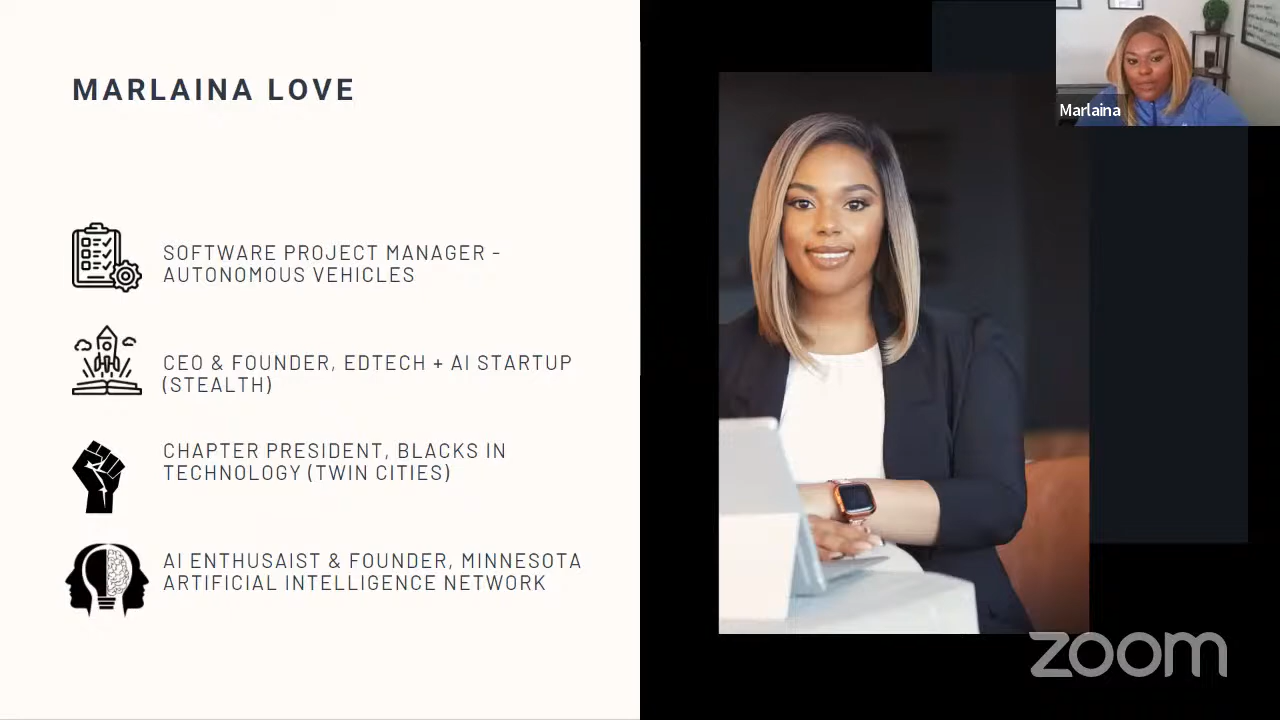 MARLAINA LOVE
SOFTWARE PROJECT MANAGER -
AUTONOMOUS VEHICLES
CEO & FOUNDER, EDTECH + AI STARTUP
(STEALTH)
CHAPTER PRESIDENT, BLACKS IN
TECHNOLOGY (TWIN CITIES)
AI ENTHUSAIST & FOUNDER, MINNESOTA
ARTIFICIAL INTELLIGENCE NETWORK
Marlaina
zoom